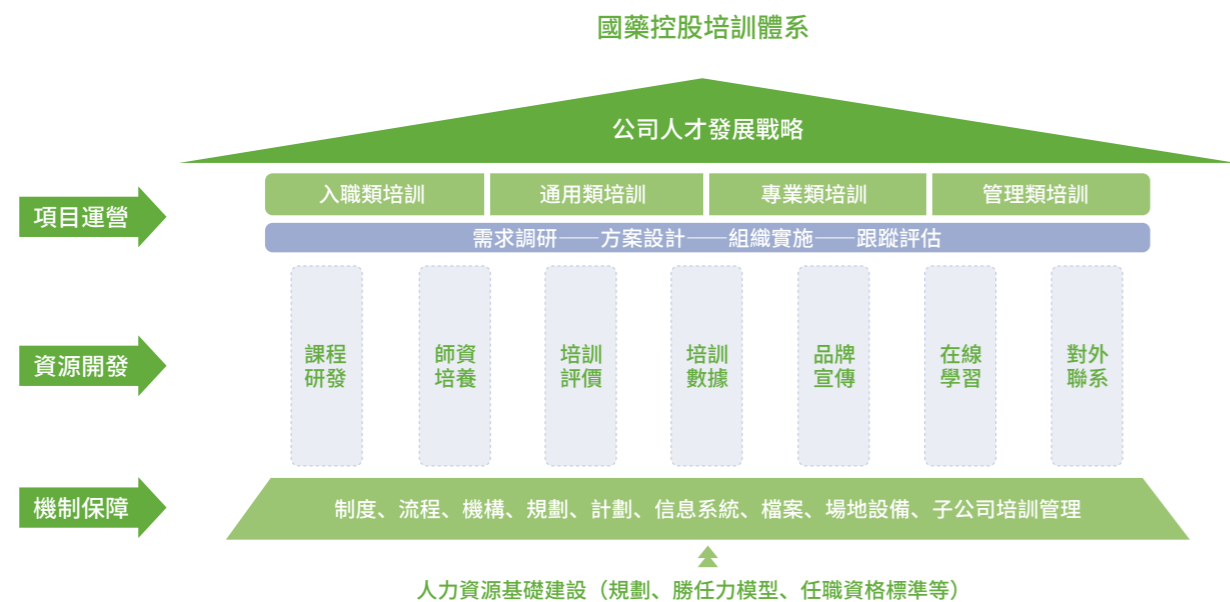 國藥控股培訓體系
公司人才發展戰略
項目運營
入職類培訓
通用類培訓
專業類培訓
管理類培訓
需求調研——方案設計——組織實施——跟蹤評估
資源開發
課程
研發
師資
培養
培訓
評價
培訓
數據
品牌
宣傳
在線
學習
對外
聯系
機制保障
制度、流程、機構、規劃、計劃、信息系統、檔案、場地設備、子公司培訓管理
人力資源基礎建設（規劃、勝任力模型、任職資格標準等）